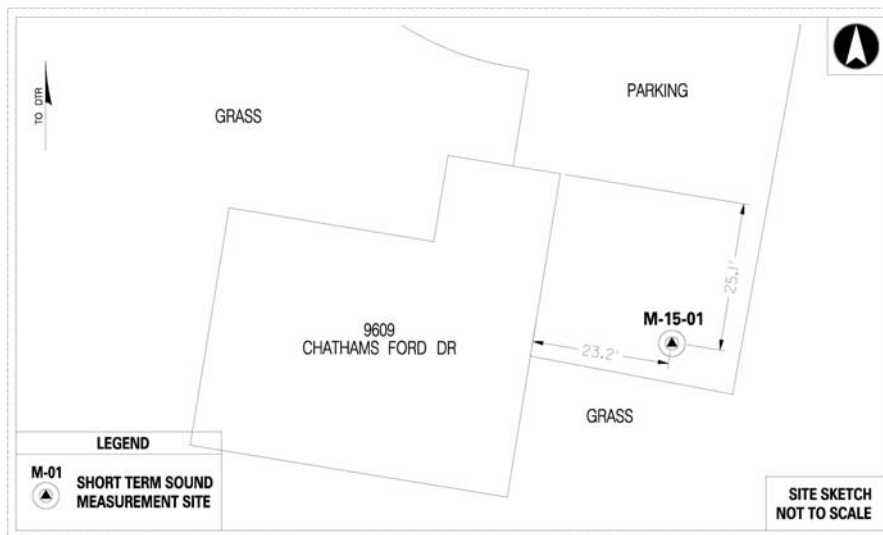 TO DTR
GRASS
PARKING
M-15-01
25.1'
23.2'
9609
CHATHAMS FORD DR
GRASS
LEGEND
M-01
SHORT TERM SOUND
MEASUREMENT SITE
SITE SKETCH
NOT TO SCALE